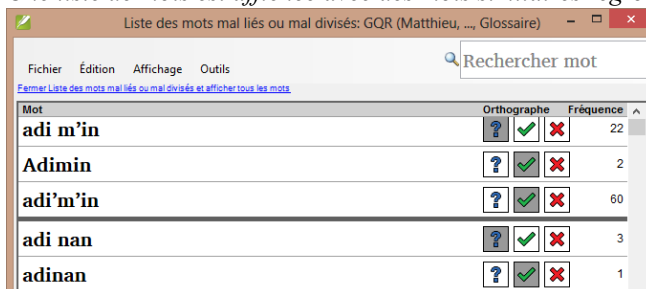 Liste des mots mal liés ou mal divisés: GQR (Matthieu, ..., Glossaire)
Fichier Édition Affichage Outils Rechercher mot
Fermer Liste des mots mal liés ou mal divisés et afficher tous les mots
Mot Orthographe Fréquence
adi m’in 22
Adimin 2
adi’m’in 60
adi nan 3
adinan 1